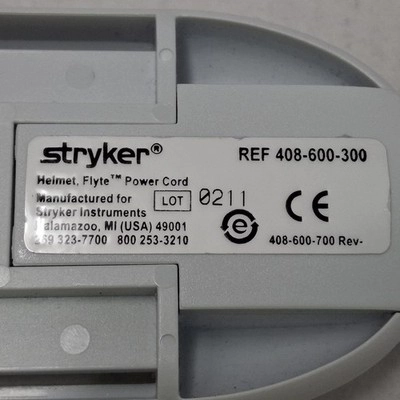 stryker® REF 408-600-300
Helmet, Flyte™ Power Cord
Manufactured for LOT 0211
Stryker Instruments
Kalamazoo, MI (USA) 49001
269 323-7700 800 253-3210
CE
e
408-600-700 Rev-